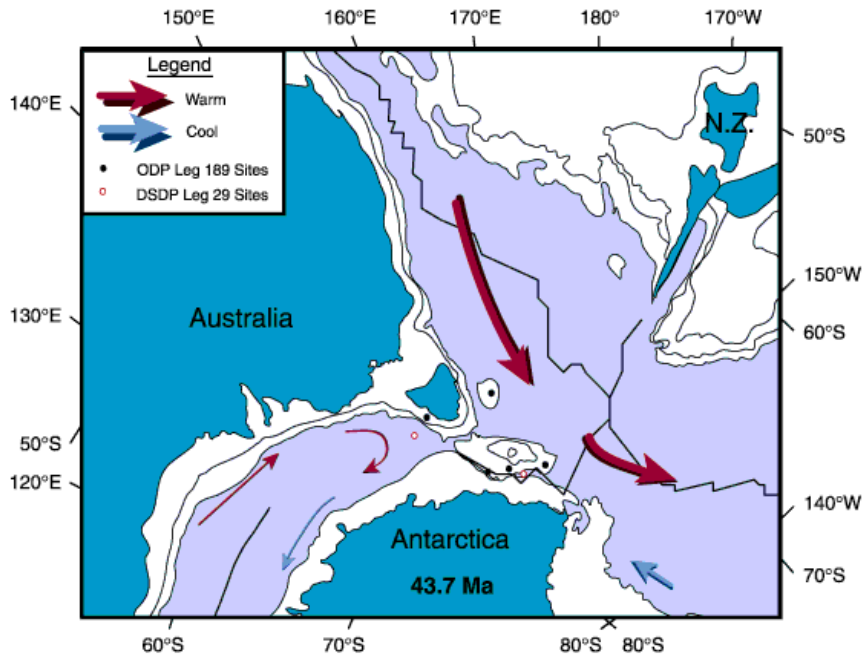 150°E 160°E 170°E 180° 170°W
Legend
Warm
Cool
ODP Leg 189 Sites
DSDP Leg 29 Sites
140°E
N.Z.
50°S
150°W
130°E
Australia
60°S
50°S
120°E
Antarctica
43.7 Ma
140°W
70°S
60°S 70°S 80°S 80°S